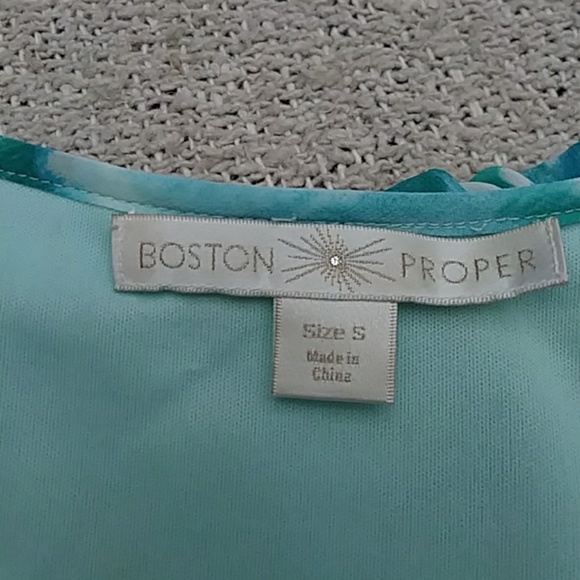 BOSTON PROPER
Size S
Made in
China